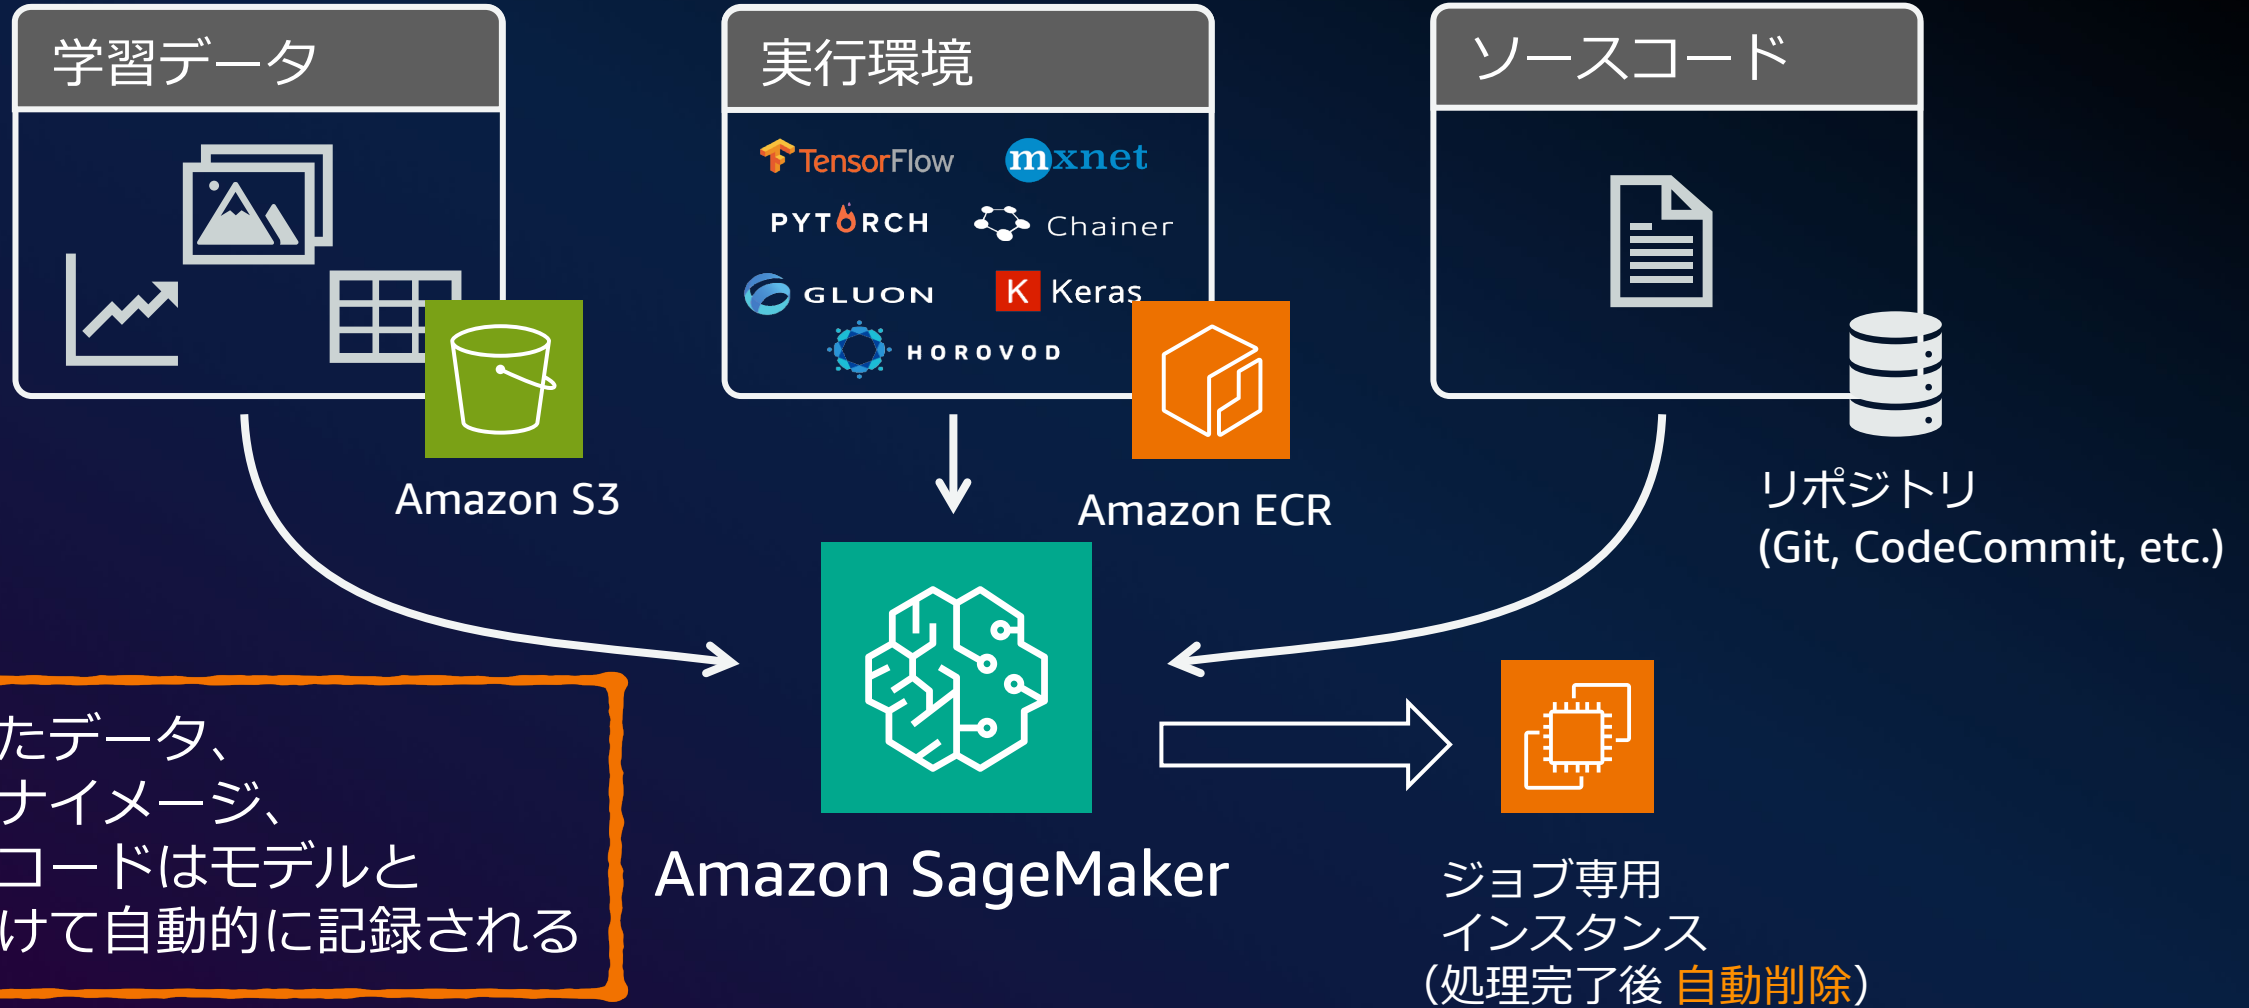 学習データ
実行環境
ソースコード
TensorFlow
mxnet
PYTORCH
Chainer
GLUON
K Keras
HOROVOD
Amazon S3
Amazon ECR
リポジトリ
(Git, CodeCommit, etc.)
たデータ、
ナイメージ、
コードはモデルと
けて自動的に記録される
Amazon SageMaker
ジョブ専用
インスタンス
(処理完了後 自動削除)